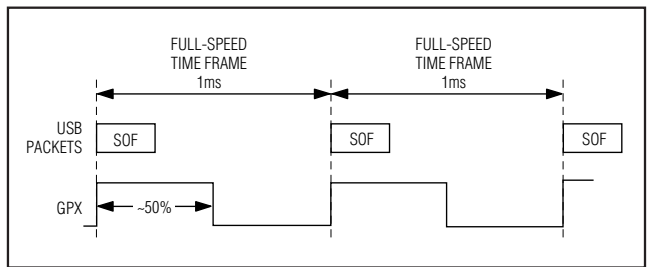 FULL-SPEED
TIME FRAME
1ms
FULL-SPEED
TIME FRAME
1ms
USB
PACKETS
SOF
SOF
SOF
GPX
~50%